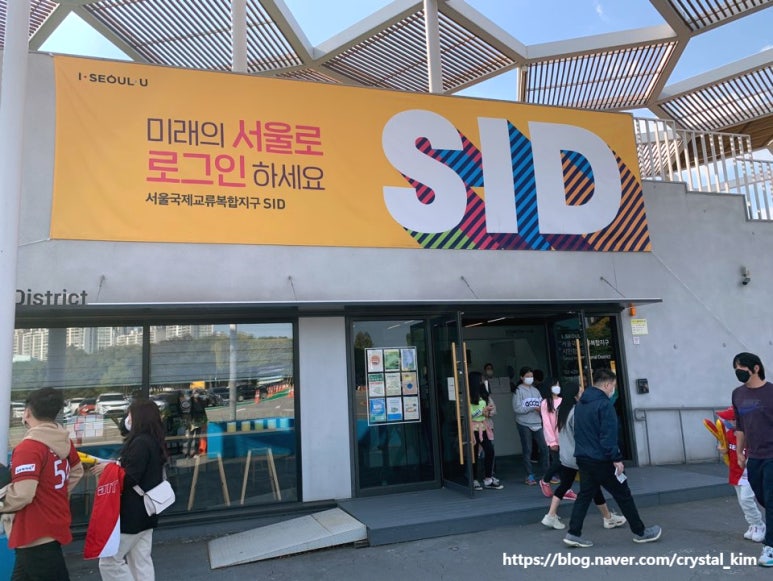 I·SEOUL·U
미래의 서울로
로그인 하세요
서울국제교류복합지구 SID
SID
District
I·SEOUL·U
https://blog.naver.com/crystal_kim